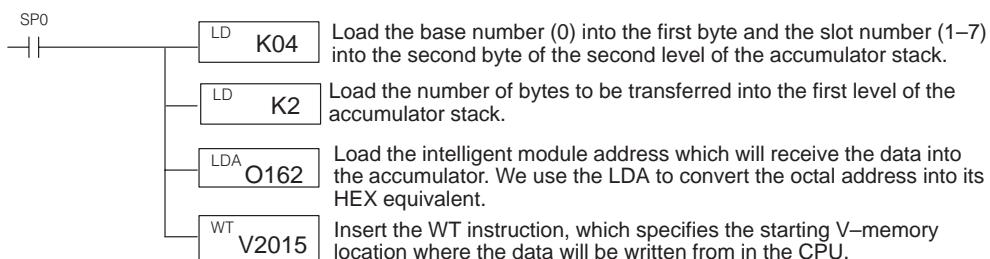 SP0
LD K04
Load the base number (0) into the first byte and the slot number (1–7)
into the second byte of the second level of the accumulator stack.
LD K2
Load the number of bytes to be transferred into the first level of the
accumulator stack.
LDA O162
Load the intelligent module address which will receive the data into
the accumulator. We use the LDA to convert the octal address into its
HEX equivalent.
WT V2015
Insert the WT instruction, which specifies the starting V–memory
location where the data will be written from in the CPU.